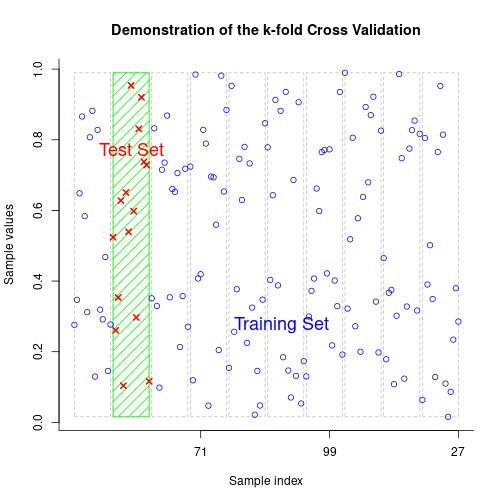 Demonstration of the k-fold Cross Validation
1.0
0.8
0.6
0.4
0.2
0.0
Sample values
Test Set
Training Set
71
99
27
Sample index